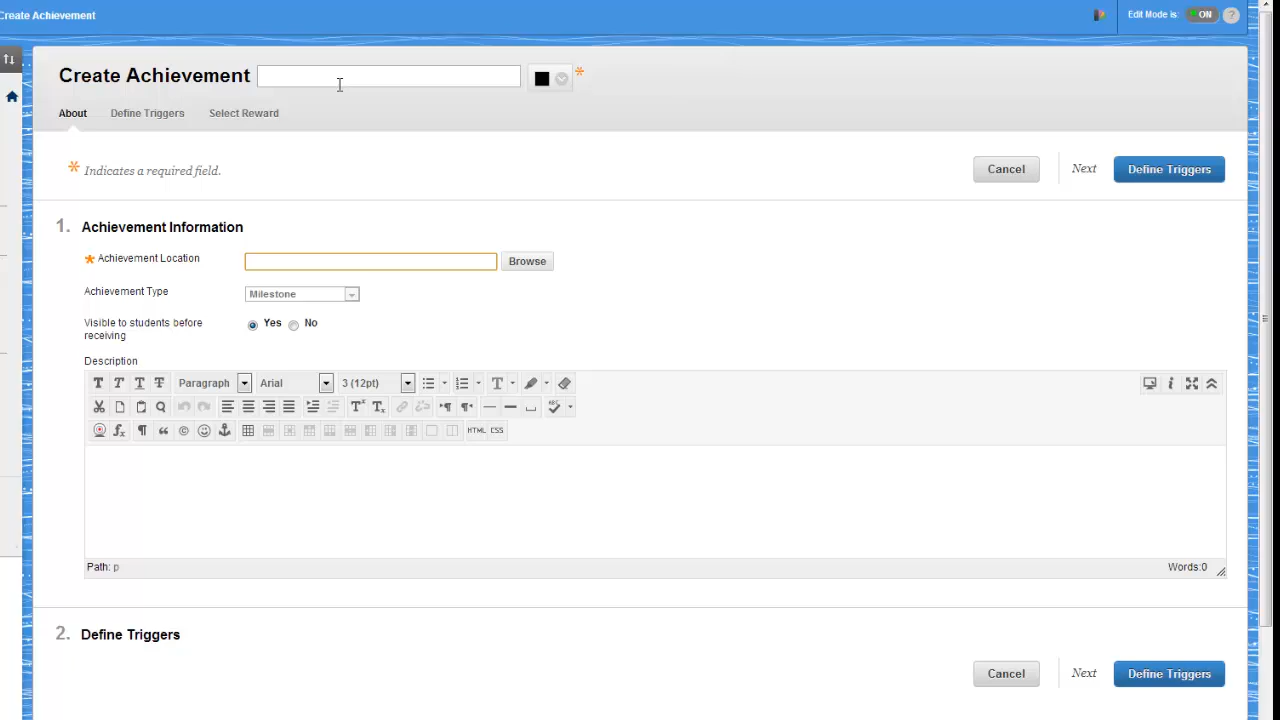 Create Achievement
Edit Mode is: ON ?
Create Achievement *
About Define Triggers Select Reward
* Indicates a required field.
Cancel Next Define Triggers
1. Achievement Information
* Achievement Location Browse
Achievement Type Milestone
Visible to students before receiving Yes No
Description
T T T T Paragraph Arial 3 (12pt) T i
T T ABC
fx ¶ “ © HTML CSS
Path: p Words:0
2. Define Triggers
Cancel Next Define Triggers